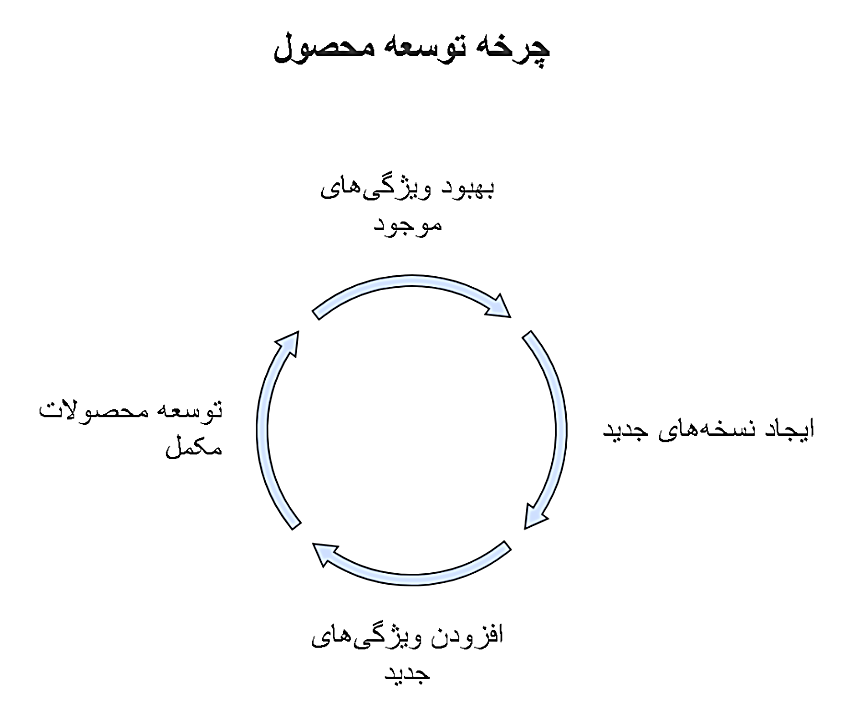 چرخه توسعه محصول
بهبود ویژگی‌های
موجود
ایجاد نسخه‌های جدید
افزودن ویژگی‌های
جدید
توسعه محصولات
مکمل